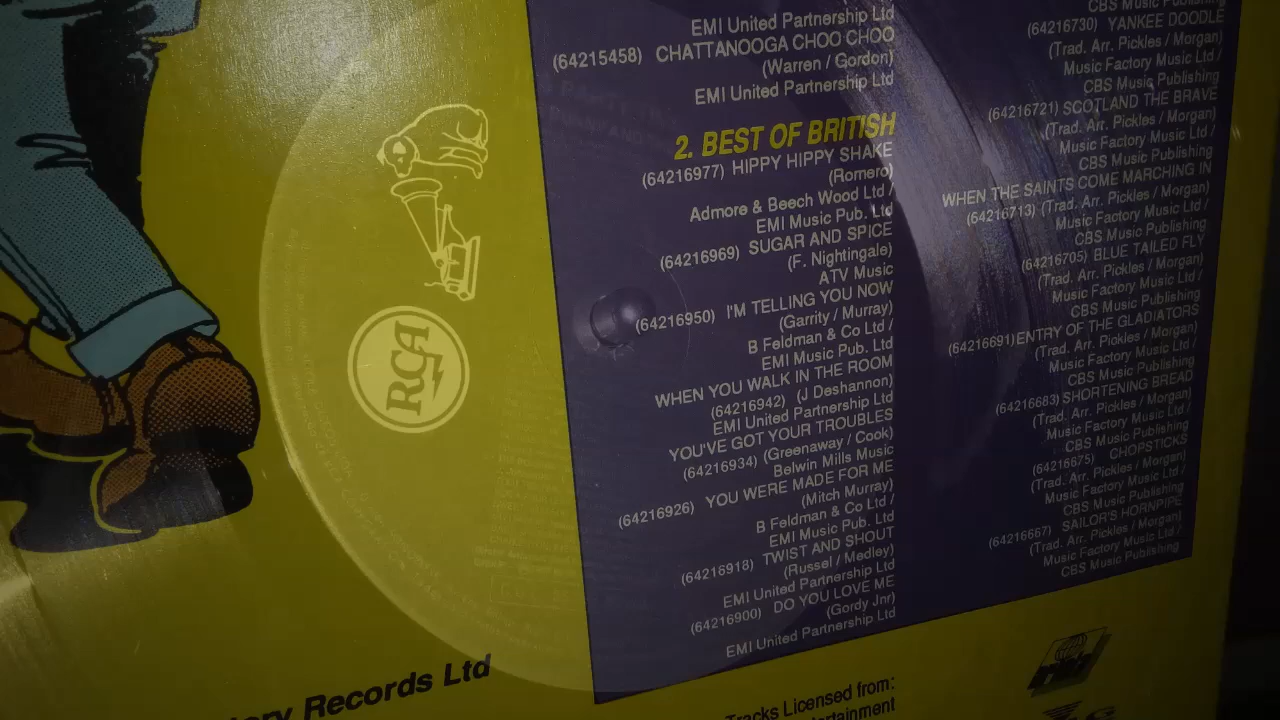 EMI United Partnership Ltd
(64215458) CHATTANOOGA CHOO CHOO
(Warren / Gordon)
EMI United Partnership Ltd
2. BEST OF BRITISH
(64216977) HIPPY HIPPY SHAKE
(Romero)
Admore & Beech Wood Ltd /
EMI Music Pub. Ltd
(64216969) SUGAR AND SPICE
(F. Nightingale)
ATV Music
(64216950) I'M TELLING YOU NOW
(Garrity / Murray)
B Feldman & Co Ltd /
EMI Music Pub. Ltd
WHEN YOU WALK IN THE ROOM
(64216942) (J Deshannon)
EMI United Partnership Ltd
YOU'VE GOT YOUR TROUBLES
(64216934) (Greenaway / Cook)
Belwin Mills Music
(64216926) YOU WERE MADE FOR ME
(Mitch Murray)
B Feldman & Co Ltd /
EMI Music Pub. Ltd
(64216918) TWIST AND SHOUT
(Russel / Medley)
EMI United Partnership Ltd
(64216900) DO YOU LOVE ME
(Gordy Jnr)
EMI United Partnership Ltd
CBS Music Publishing
(64216730) YANKEE DOODLE
(Trad. Arr. Pickles / Morgan)
Music Factory Music Ltd /
CBS Music Publishing
(64216721) SCOTLAND THE BRAVE
(Trad. Arr. Pickles / Morgan)
Music Factory Music Ltd /
CBS Music Publishing
WHEN THE SAINTS COME MARCHING IN
(64216713) (Trad. Arr. Pickles / Morgan)
Music Factory Music Ltd /
CBS Music Publishing
(64216705) BLUE TAILED FLY
(Trad. Arr. Pickles / Morgan)
Music Factory Music Ltd /
CBS Music Publishing
(64216691) ENTRY OF THE GLADIATORS
(Trad. Arr. Pickles / Morgan)
Music Factory Music Ltd /
CBS Music Publishing
(64216683) SHORTENING BREAD
(Trad. Arr. Pickles / Morgan)
Music Factory Music Ltd /
CBS Music Publishing
(64216675) CHOPSTICKS
(Trad. Arr. Pickles / Morgan)
Music Factory Music Ltd /
CBS Music Publishing
(64216667) SAILOR'S HORNPIPE
(Trad. Arr. Pickles / Morgan)
Music Factory Music Ltd /
CBS Music Publishing
RCA
Records Ltd
Tracks Licensed from: